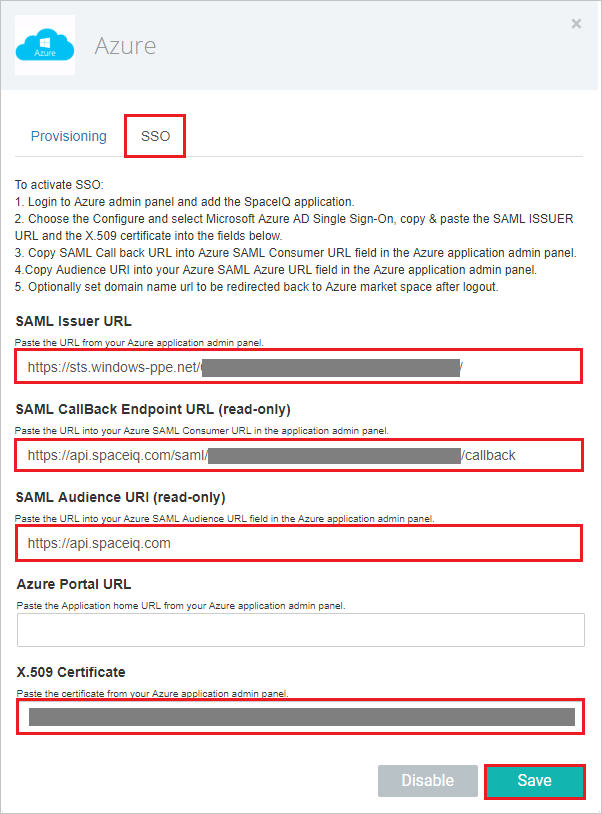 Azure
Azure
×
Provisioning
SSO
To activate SSO:
1. Login to Azure admin panel and add the SpaceIQ application.
2. Choose the Configure and select Microsoft Azure AD Single Sign-On, copy & paste the SAML ISSUER
URL and the X.509 certificate into the fields below.
3. Copy SAML Call back URL into Azure SAML Consumer URL field in the Azure application admin panel.
4.Copy Audience URI into your Azure SAML Azure URL field in the Azure application admin panel.
5. Optionally set domain name url to be redirected back to Azure market space after logout.
SAML Issuer URL
Paste the URL from your Azure application admin panel.
https://sts.windows-ppe.net/ /
SAML CallBack Endpoint URL (read-only)
Paste the URL into your Azure SAML Consumer URL in the application admin panel.
https://api.spaceiq.com/saml/ /callback
SAML Audience URI (read-only)
Paste the URL into your Azure SAML Audience URL field in the Azure application admin panel.
https://api.spaceiq.com
Azure Portal URL
Paste the Application home URL from your Azure application admin panel.
X.509 Certificate
Paste the certificate from your Azure application admin panel.
Disable
Save